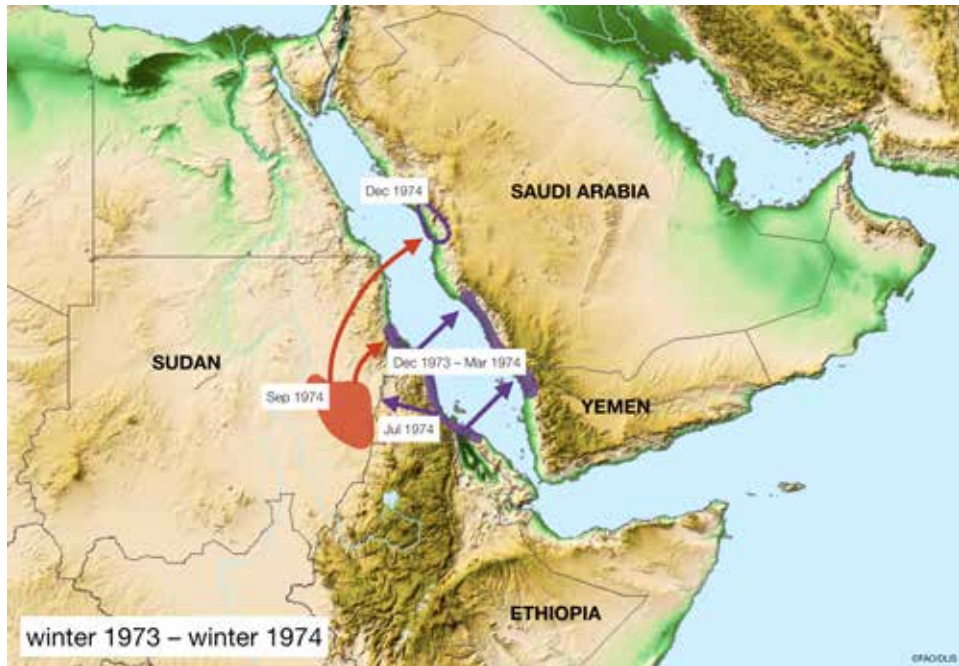 Dec 1974
SAUDI ARABIA
SUDAN
Dec 1973 – Mar 1974
Sep 1974
YEMEN
Jul 1974
ETHIOPIA
winter 1973 – winter 1974
©FAO/DLIS